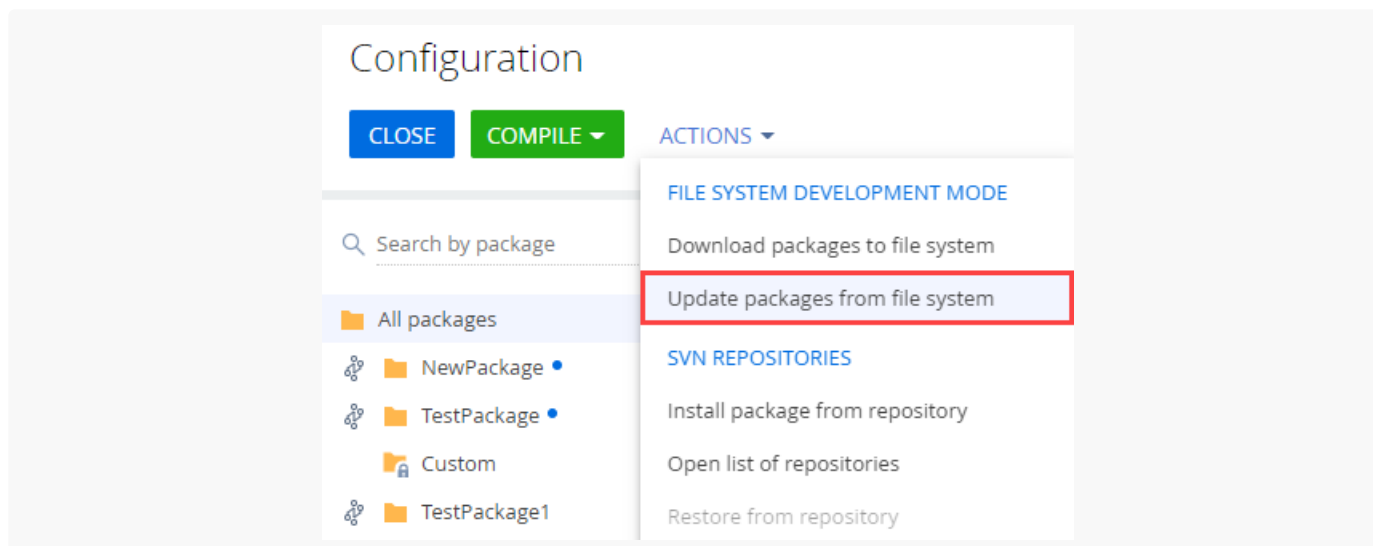 Configuration
CLOSE
COMPILE
ACTIONS
FILE SYSTEM DEVELOPMENT MODE
Search by package
Download packages to file system
Update packages from file system
All packages
NewPackage
SVN REPOSITORIES
TestPackage
Install package from repository
Custom
Open list of repositories
TestPackage1
Restore from repository